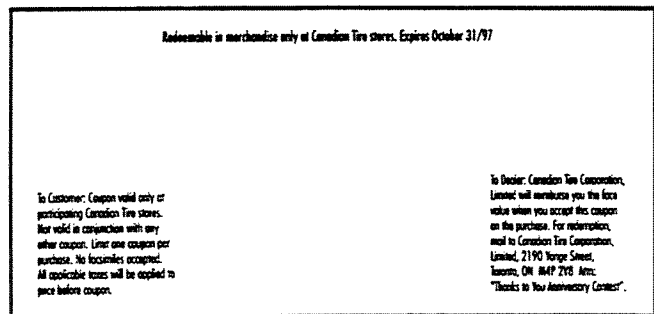 Redeemable in merchandise only at Canadian Tire stores. Expires October 31/97
To Customer: Coupon valid only at
participating Canadian Tire stores.
Not valid in conjunction with any
other coupon. Limit one coupon per
purchase. No facsimiles accepted.
All applicable taxes will be applied to
price before coupon.
To Dealer: Canadian Tire Corporation,
Limited will reimburse you the face
value when you accept this coupon
on the purchase. For redemption,
mail to Canadian Tire Corporation,
Limited, 2190 Yonge Street,
Toronto, ON M4P 2V8 Attn:
"Thanks to You Anniversary Contest".